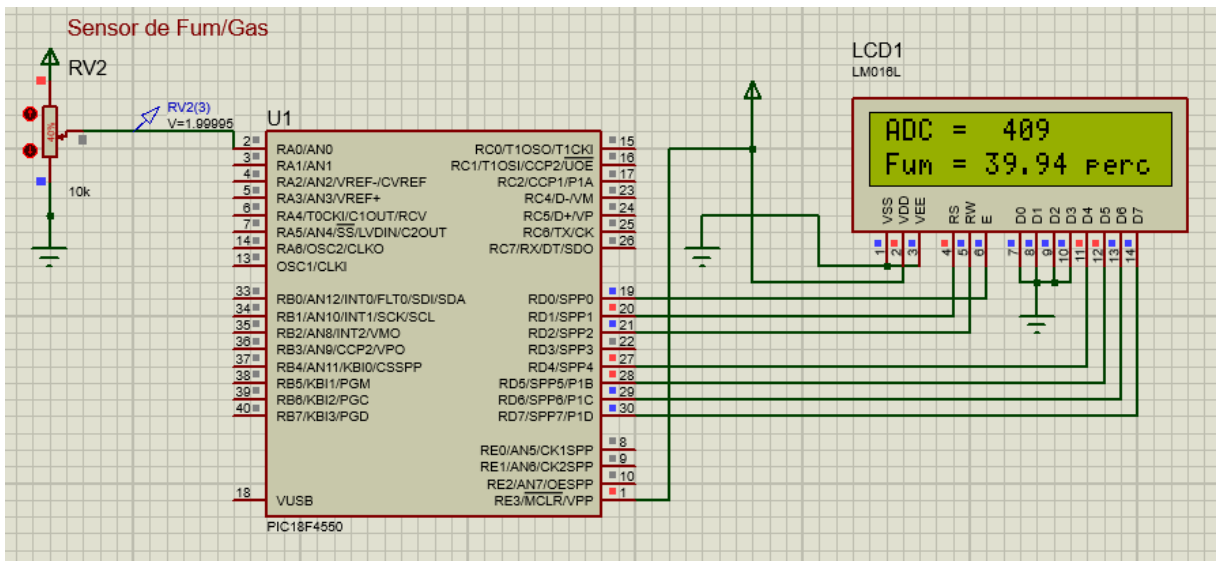 Sensor de Fum/Gas
RV2
RV2(3)
V=1.99995
40%
10k
U1
2 RA0/AN0
3 RA1/AN1
4 RA2/AN2/VREF-/CVREF
5 RA3/AN3/VREF+
6 RA4/T0CKI/C1OUT/RCV
7 RA5/AN4/SS/LVDIN/C2OUT
14 RA6/OSC2/CLKO
13 OSC1/CLKI
33 RB0/AN12/INT0/FLT0/SDI/SDA
34 RB1/AN10/INT1/SCK/SCL
35 RB2/AN8/INT2/VMO
36 RB3/AN9/CCP2/VPO
37 RB4/AN11/KBI0/CSSPP
38 RB5/KBI1/PGM
39 RB6/KBI2/PGC
40 RB7/KBI3/PGD
18 VUSB
RC0/T1OSO/T1CKI 15
RC1/T1OSI/CCP2/UOE 16
RC2/CCP1/P1A 17
RC4/D-/VM 23
RC5/D+/VP 24
RC6/TX/CK 25
RC7/RX/DT/SDO 26
RD0/SPP0 19
RD1/SPP1 20
RD2/SPP2 21
RD3/SPP3 22
RD4/SPP4 27
RD5/SPP5/P1B 28
RD6/SPP6/P1C 29
RD7/SPP7/P1D 30
RE0/AN5/CK1SPP 8
RE1/AN6/CK2SPP 9
RE2/AN7/OESPP 10
RE3/MCLR/VPP 1
PIC18F4550
LCD1
LM016L
ADC = 409
Fum = 39.94 perc
VSS VDD VEE RS RW E D0 D1 D2 D3 D4 D5 D6 D7
1 2 3 4 5 6 7 8 9 10 11 12 13 14